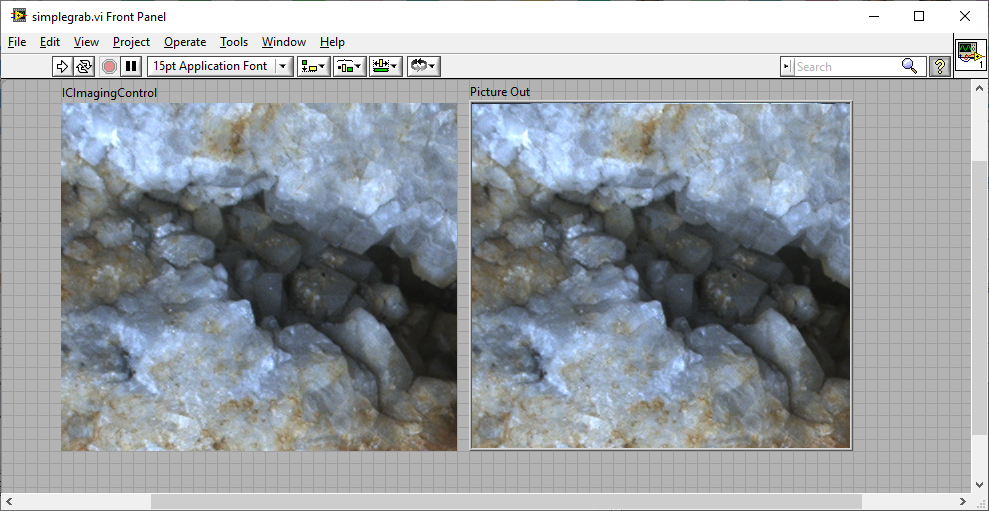 simplegrab.vi Front Panel
File Edit View Project Operate Tools Window Help
15pt Application Font Search ? 1
ICImagingControl Picture Out